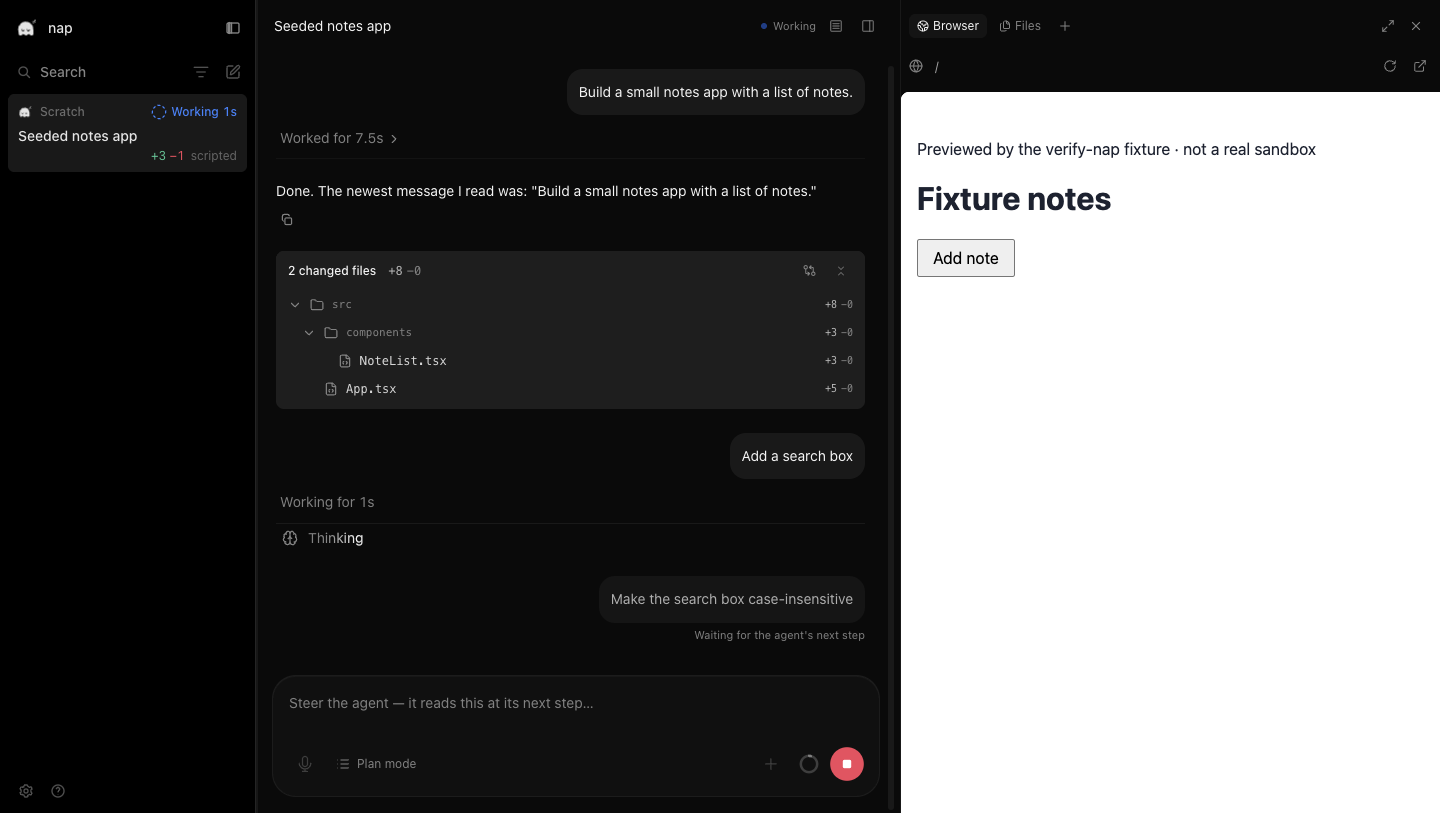 nap
Search
Scratch
Working 1s
Seeded notes app
+3 −1 scripted
Seeded notes app
Working
Build a small notes app with a list of notes.
Worked for 7.5s
Done. The newest message I read was: "Build a small notes app with a list of notes."
2 changed files +8 −0
src +8 −0
components +3 −0
NoteList.tsx +3 −0
App.tsx +5 −0
Add a search box
Working for 1s
Thinking
Make the search box case-insensitive
Waiting for the agent's next step
Steer the agent — it reads this at its next step...
Plan mode
Browser
Files
/
Previewed by the verify-nap fixture · not a real sandbox
Fixture notes
Add note